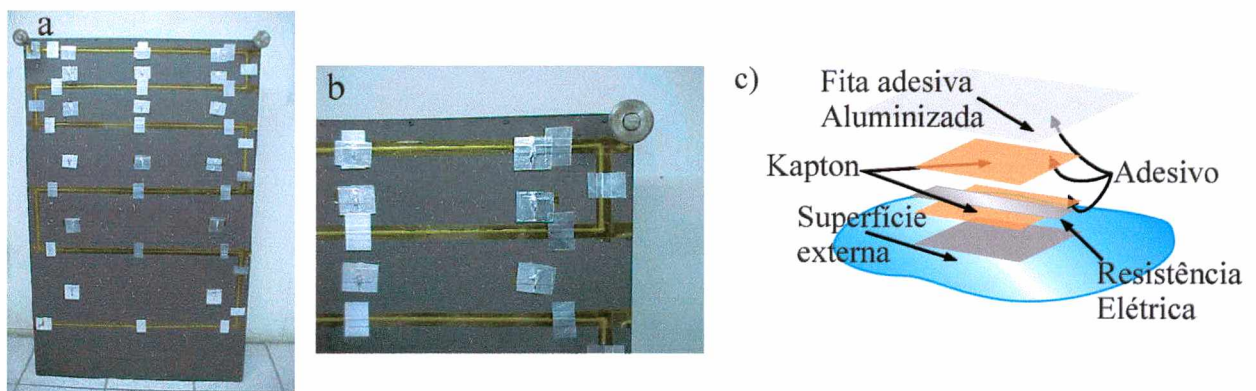 a
b
c)
Fita adesiva
Aluminizada
Kapton
Adesivo
Superfície
externa
Resistência
Elétrica